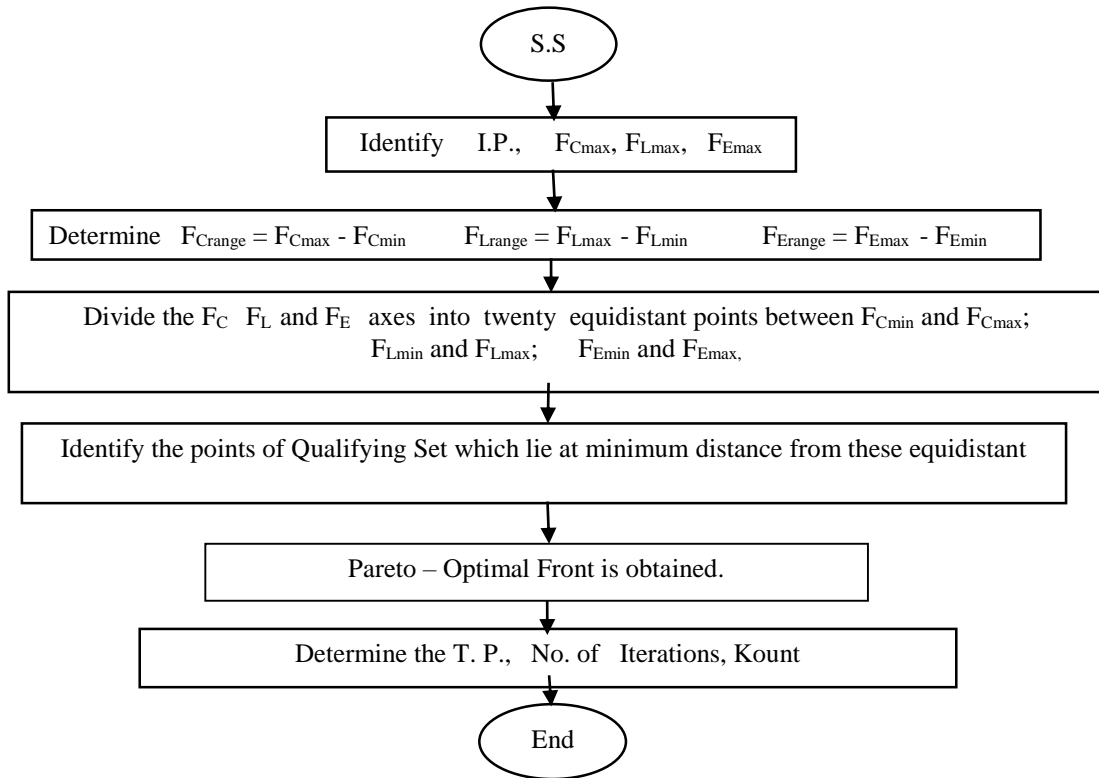 S.S
Identify I.P., FCmax, FLmax, FEmax
Determine FCrange = FCmax - FCmin FLrange = FLmax - FLmin FErange = FEmax - FEmin
Divide the FC FL and FE axes into twenty equidistant points between FCmin and FCmax;
FLmin and FLmax; FEmin and FEmax,
Identify the points of Qualifying Set which lie at minimum distance from these equidistant
Pareto – Optimal Front is obtained.
Determine the T. P., No. of Iterations, Kount
End